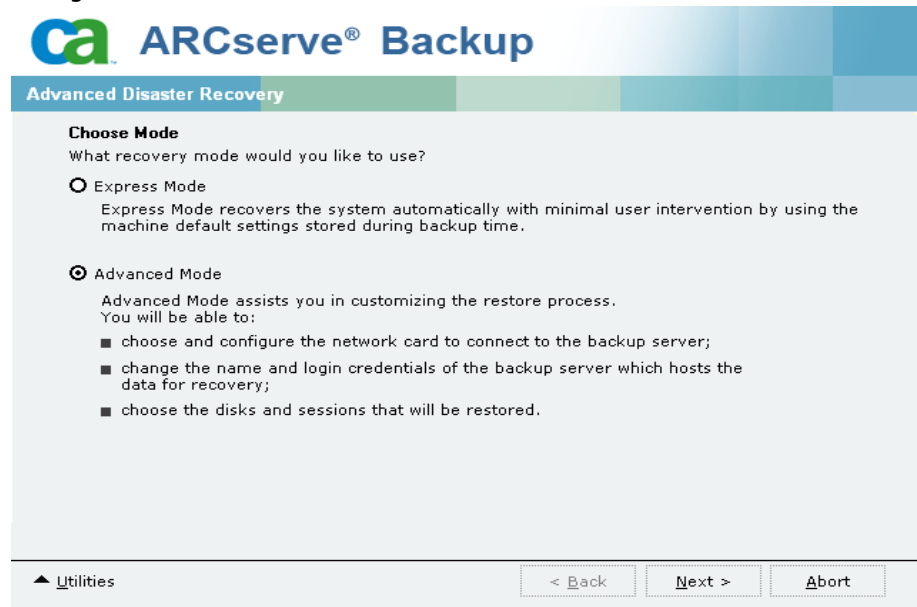 ca ARCserve® Backup
Advanced Disaster Recovery
Choose Mode
What recovery mode would you like to use?
Express Mode
Express Mode recovers the system automatically with minimal user intervention by using the
machine default settings stored during backup time.
Advanced Mode
Advanced Mode assists you in customizing the restore process.
You will be able to:
choose and configure the network card to connect to the backup server;
change the name and login credentials of the backup server which hosts the
data for recovery;
choose the disks and sessions that will be restored.
Utilities
< Back
Next >
Abort